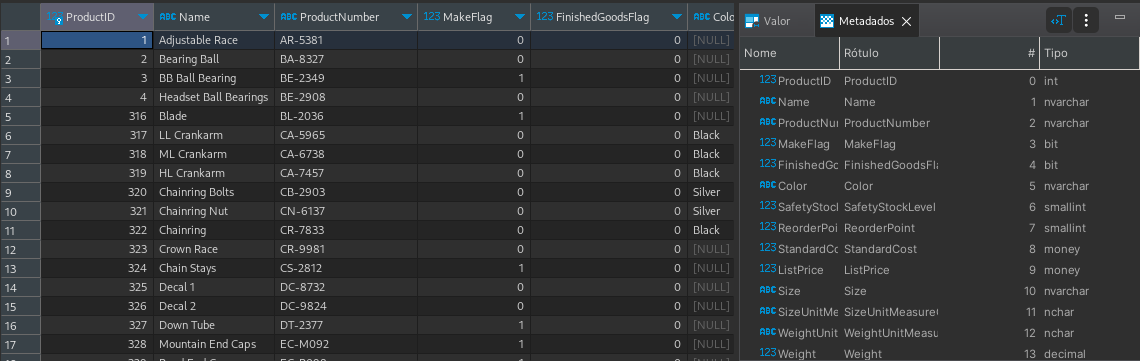 ProductID Name ProductNumber MakeFlag FinishedGoodsFlag Colo
1 1 Adjustable Race AR-5381 0 0 [NULL]
2 2 Bearing Ball BA-8327 0 0 [NULL]
3 3 BB Ball Bearing BE-2349 1 0 [NULL]
4 4 Headset Ball Bearings BE-2908 0 0 [NULL]
5 316 Blade BL-2036 1 0 [NULL]
6 317 LL Crankarm CA-5965 0 0 Black
7 318 ML Crankarm CA-6738 0 0 Black
8 319 HL Crankarm CA-7457 0 0 Black
9 320 Chainring Bolts CB-2903 0 0 Silver
10 321 Chainring Nut CN-6137 0 0 Silver
11 322 Chainring CR-7833 0 0 Black
12 323 Crown Race CR-9981 0 0 [NULL]
13 324 Chain Stays CS-2812 1 0 [NULL]
14 325 Decal 1 DC-8732 0 0 [NULL]
15 326 Decal 2 DC-9824 0 0 [NULL]
16 327 Down Tube DT-2377 1 0 [NULL]
17 328 Mountain End Caps EC-M092 1 0 [NULL]
Valor Metadados
Nome Rótulo # Tipo
123 ProductID ProductID 0 int
ABC Name Name 1 nvarchar
ABC ProductNur ProductNumber 2 nvarchar
123 MakeFlag MakeFlag 3 bit
123 FinishedGc FinishedGoodsFla 4 bit
ABC Color Color 5 nvarchar
123 SafetyStock SafetyStockLevel 6 smallint
123 ReorderPoi ReorderPoint 7 smallint
123 StandardCc StandardCost 8 money
123 ListPrice ListPrice 9 money
ABC Size Size 10 nvarchar
ABC SizeUnitMe SizeUnitMeasure 11 nchar
ABC WeightUnit WeightUnitMeasu 12 nchar
123 Weight Weight 13 decimal